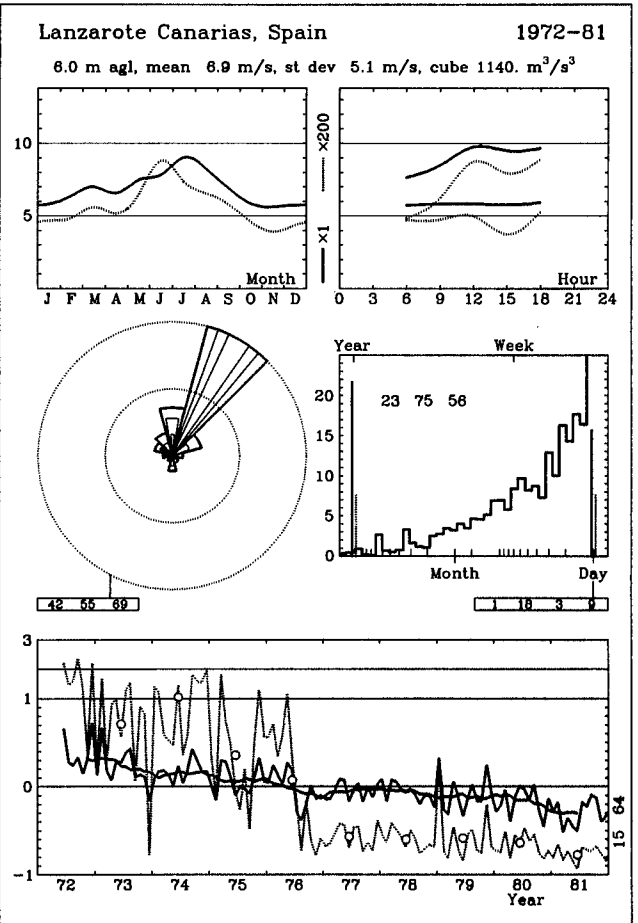 Lanzarote Canarias, Spain 1972-81
6.0 m agl, mean 6.9 m/s, st dev 5.1 m/s, cube 1140. m³/s³
10
5
J F M A M J J A S O N D
Month
×1 ×200
0 3 6 9 12 15 18 21 24
Hour
Year Week
23 75 56
20
15
10
5
0
Month Day
42 55 69
1 18 3 9
3
1
0
-1
72 73 74 75 76 77 78 79 80 81
Year
15 64